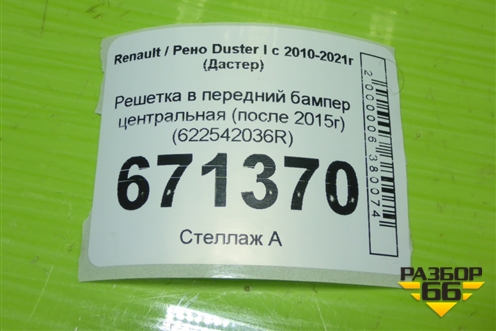 Renault / Рено Duster I с 2010-2021г
(Дастер)
Решетка в передний бампер
центральная (после 2015г)
(622542036R)
671370
Стеллаж А
2000006380074
РАЗБОР
66